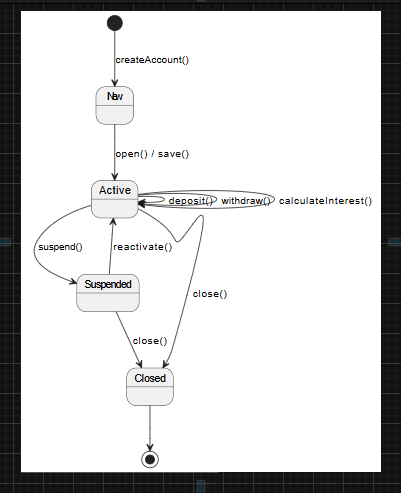 createAccount()
New
open() / save()
Active
deposit()
withdraw()
calculateInterest()
suspend()
reactivate()
Suspended
close()
close()
Closed